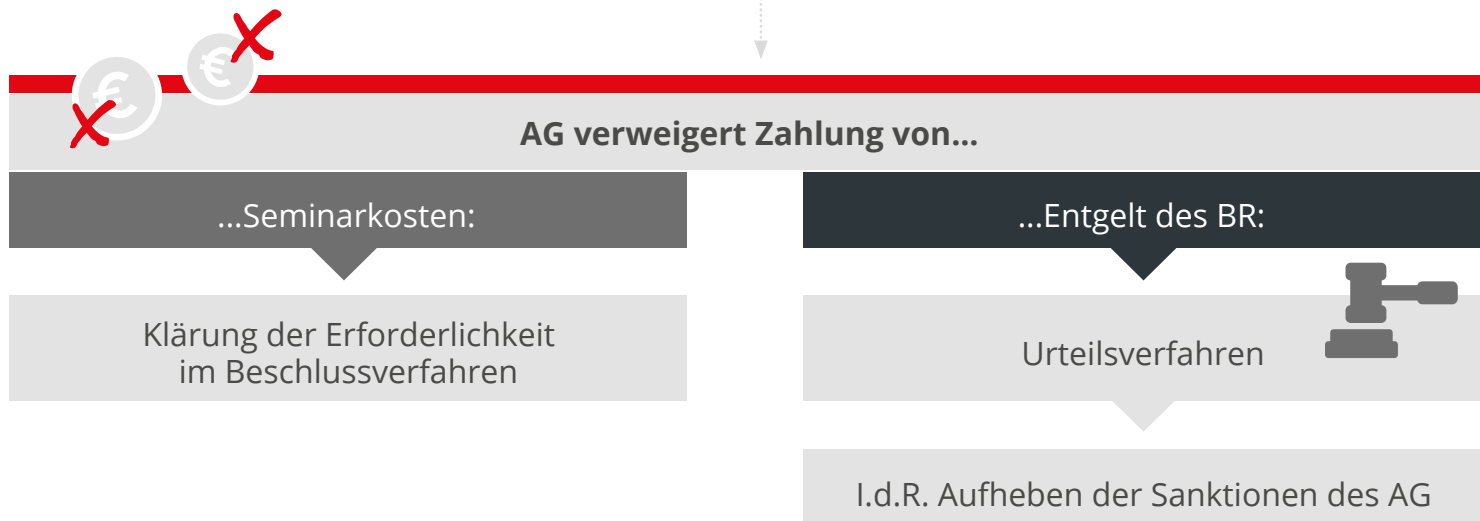 AG verweigert Zahlung von...
...Seminarkosten:
Klärung der Erforderlichkeit
im Beschlussverfahren
...Entgelt des BR:
Urteilsverfahren
I.d.R. Aufheben der Sanktionen des AG